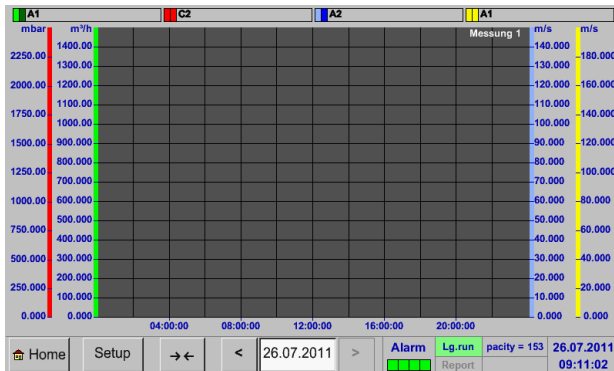 A1 C2 A2 A1
mbar m³/h Messung 1 m/s m/s
1400.00 140.000
2250.00 1300.00 130.000 180.000
1200.00 120.000
2000.00 160.000
1100.00 110.000
1750.00 1000.00 100.000 140.000
1500.00 900.000 90.000 120.000
800.000 80.000
1250.00 100.000
700.000 70.000
1000.00 600.000 60.000 80.000
500.000 50.000
750.000 60.000
400.000 40.000
500.000 300.000 30.000 40.000
200.000 20.000
250.000 20.000
100.000 10.000
0.000 0.000 0.000 0.000
04:00:00 08:00:00 12:00:00 16:00:00 20:00:00
Home Setup →← < 26.07.2011 > Alarm Lg.run pacity = 153 26.07.2011
Report 09:11:02